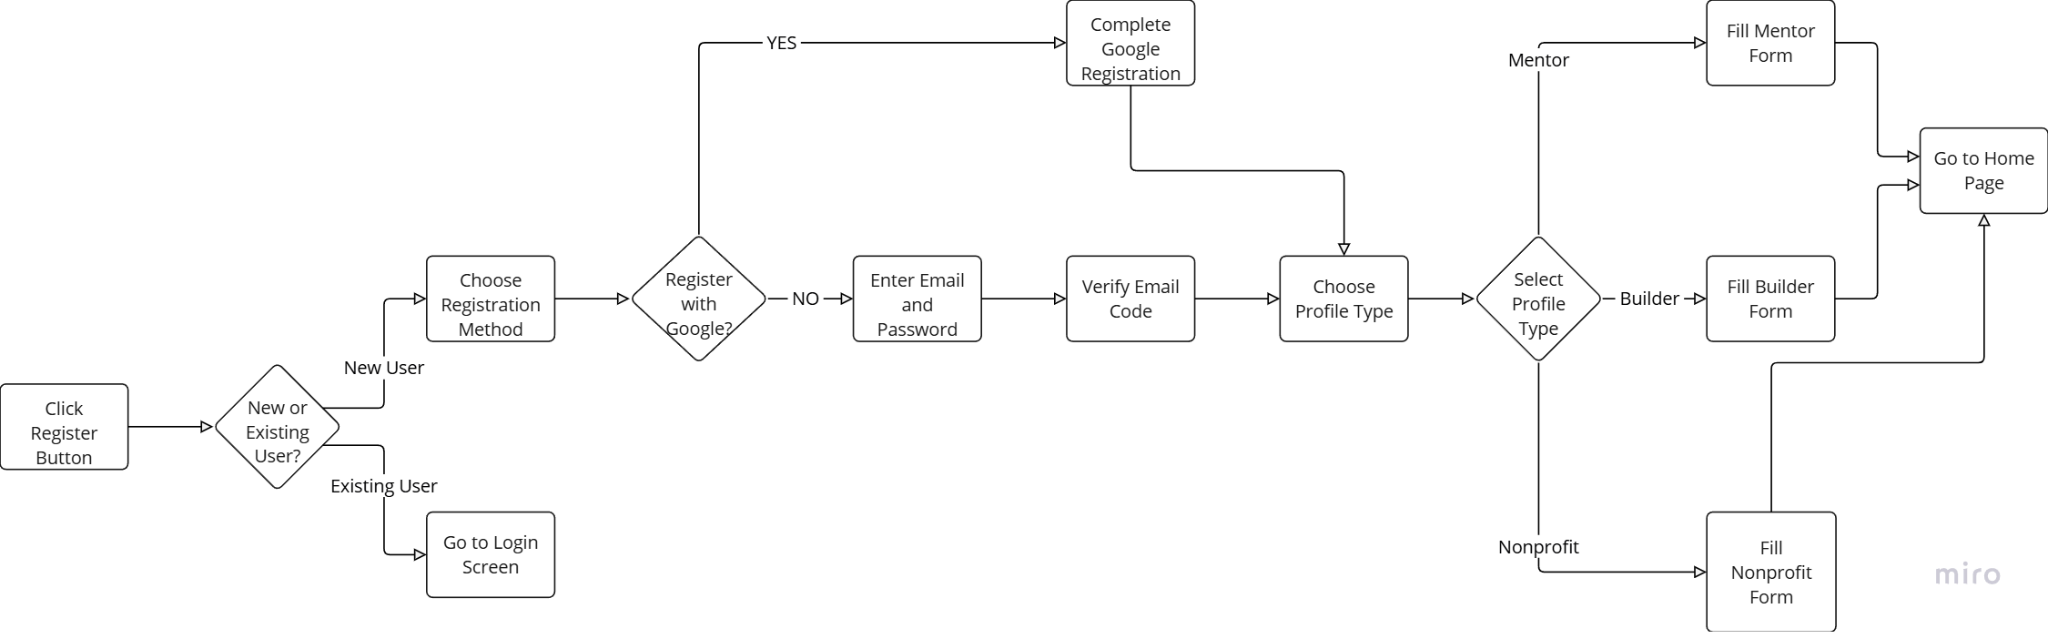 Click
Register
Button
New or
Existing
User?
New User
Existing User
Choose
Registration
Method
Go to Login
Screen
Register
with
Google?
YES
NO
Complete
Google
Registration
Enter Email
and
Password
Verify Email
Code
Choose
Profile Type
Select
Profile
Type
Mentor
Builder
Nonprofit
Fill Mentor
Form
Fill Builder
Form
Fill
Nonprofit
Form
Go to Home
Page
miro